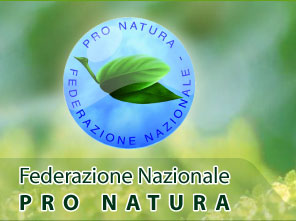 PRO NATURA - FEDERAZIONE NAZIONALE -
Federazione Nazionale
PRO NATURA